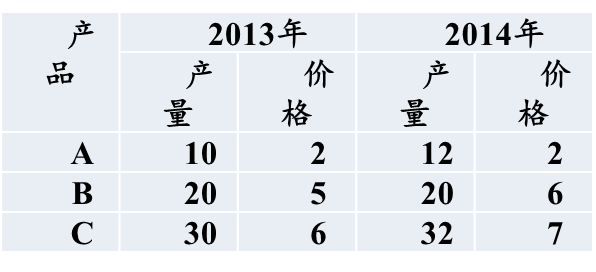 产品 2013年 2014年
产量 价格 产量 价格
A 10 2 12 2
B 20 5 20 6
C 30 6 32 7